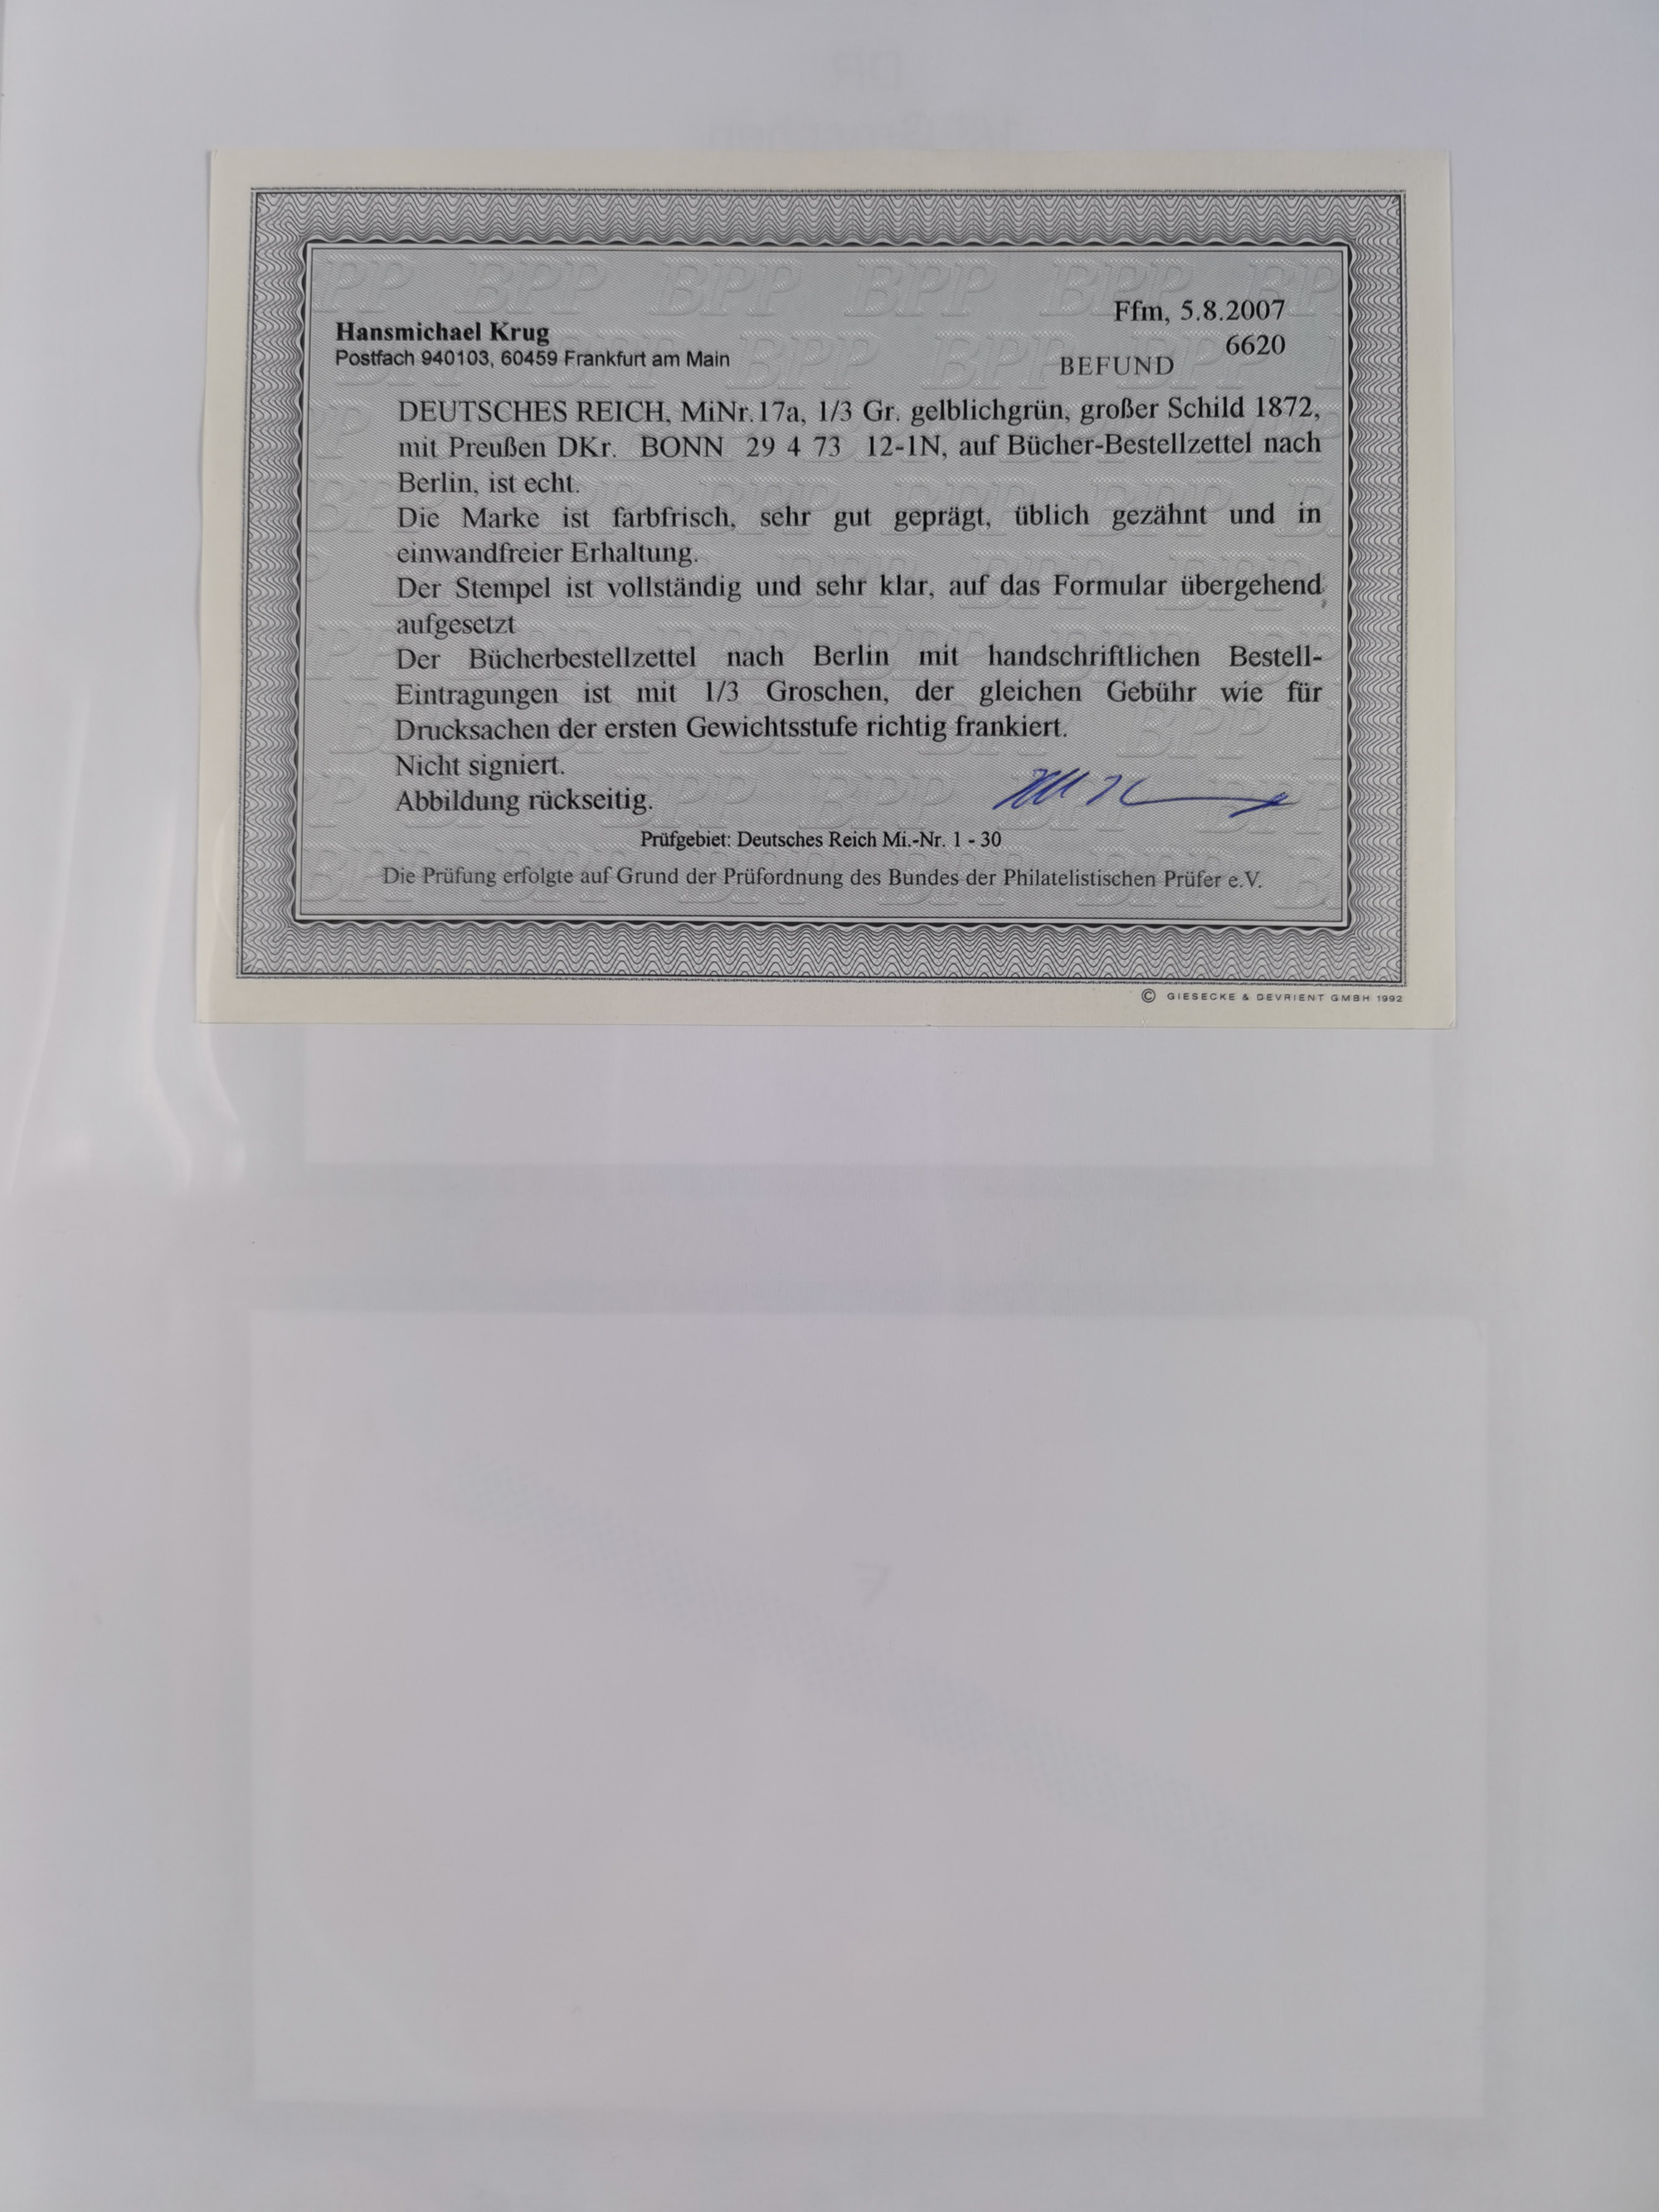 Ffm, 5.8.2007
Hansmichael Krug
6620
Postfach 940103, 60459 Frankfurt am Main
BEFUND
DEUTSCHES REICH, MiNr.17a, 1/3 Gr. gelblichgrün, großer Schild 1872,
mit Preußen DKr. BONN 29 4 73 12-1N, auf Bücher-Bestellzettel nach
Berlin, ist echt.
Die Marke ist farbfrisch, sehr gut geprägt, üblich gezähnt und in
einwandfreier Erhaltung.
Der Stempel ist vollständig und sehr klar, auf das Formular übergehend,
aufgesetzt
Der Bücherbestellzettel nach Berlin mit handschriftlichen Bestell-
Eintragungen ist mit 1/3 Groschen, der gleichen Gebühr wie für
Drucksachen der ersten Gewichtsstufe richtig frankiert.
Nicht signiert.
Abbildung rückseitig.
Prüfgebiet: Deutsches Reich Mi.-Nr. 1 - 30
Die Prüfung erfolgte auf Grund der Prüfordnung des Bundes der Philatelistischen Prüfer e.V.
© GIESECKE & DEVRIENT GMBH 1992